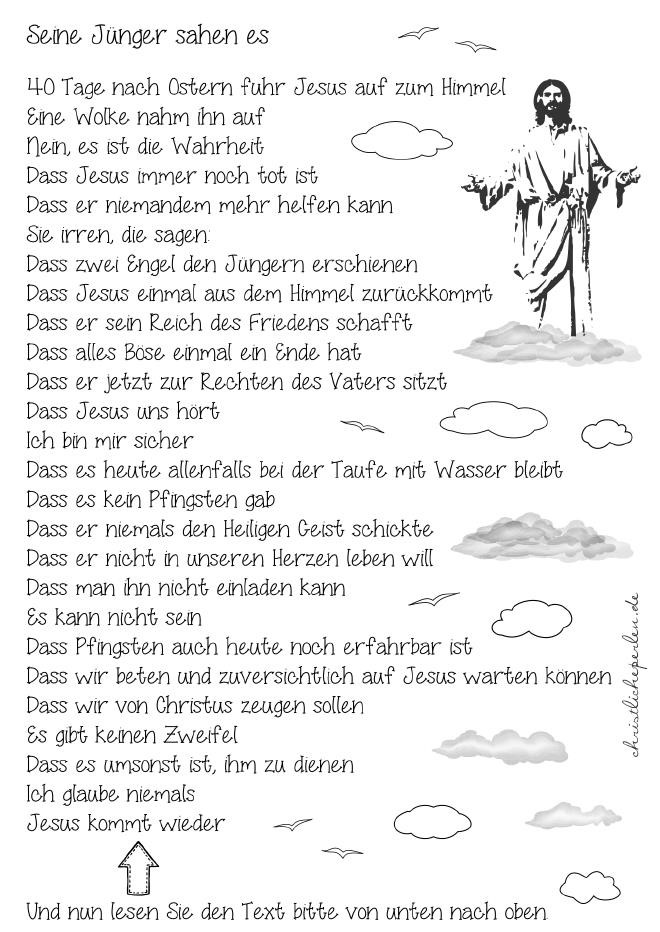 Seine Jünger sahen es
40 Tage nach Ostern fuhr Jesus auf zum Himmel
Eine Wolke nahm ihn auf
Nein, es ist die Wahrheit
Dass Jesus immer noch tot ist
Dass er niemandem mehr helfen kann
Sie irren, die sagen:
Dass zwei Engel den Jüngern erschienen
Dass Jesus einmal aus dem Himmel zurückkommt
Dass er sein Reich des Friedens schafft
Dass alles Böse einmal ein Ende hat
Dass er jetzt zur Rechten des Vaters sitzt
Dass Jesus uns hört
Ich bin mir sicher
Dass es heute allenfalls bei der Taufe mit Wasser bleibt
Dass es kein Pfingsten gab
Dass er niemals den Heiligen Geist schickte
Dass er nicht in unseren Herzen leben will
Dass man ihn nicht einladen kann
Es kann nicht sein
Dass Pfingsten auch heute noch erfahrbar ist
Dass wir beten und zuversichtlich auf Jesus warten können
Dass wir von Christus zeugen sollen
Es gibt keinen Zweifel
Dass es umsonst ist, ihm zu dienen
Ich glaube niemals
Jesus kommt wieder
Und nun lesen Sie den Text bitte von unten nach oben.
christlicheperlen.de